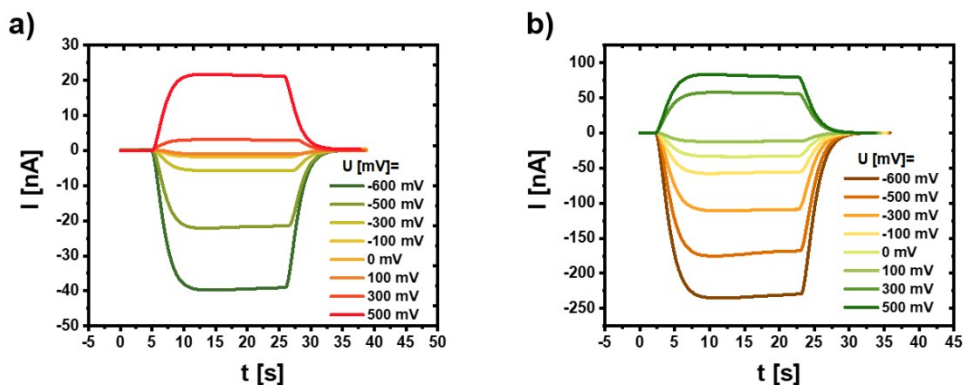 a)
30
20
10
0
-10
-20
-30
-40
-50
I [nA]
U [mV]=
-600 mV
-500 mV
-300 mV
-100 mV
0 mV
100 mV
300 mV
500 mV
-5 0 5 10 15 20 25 30 35 40 45 50
t [s]
b)
100
50
0
-50
-100
-150
-200
-250
I [nA]
U [mV]=
-600 mV
-500 mV
-300 mV
-100 mV
0 mV
100 mV
300 mV
500 mV
-5 0 5 10 15 20 25 30 35 40 45
t [s]